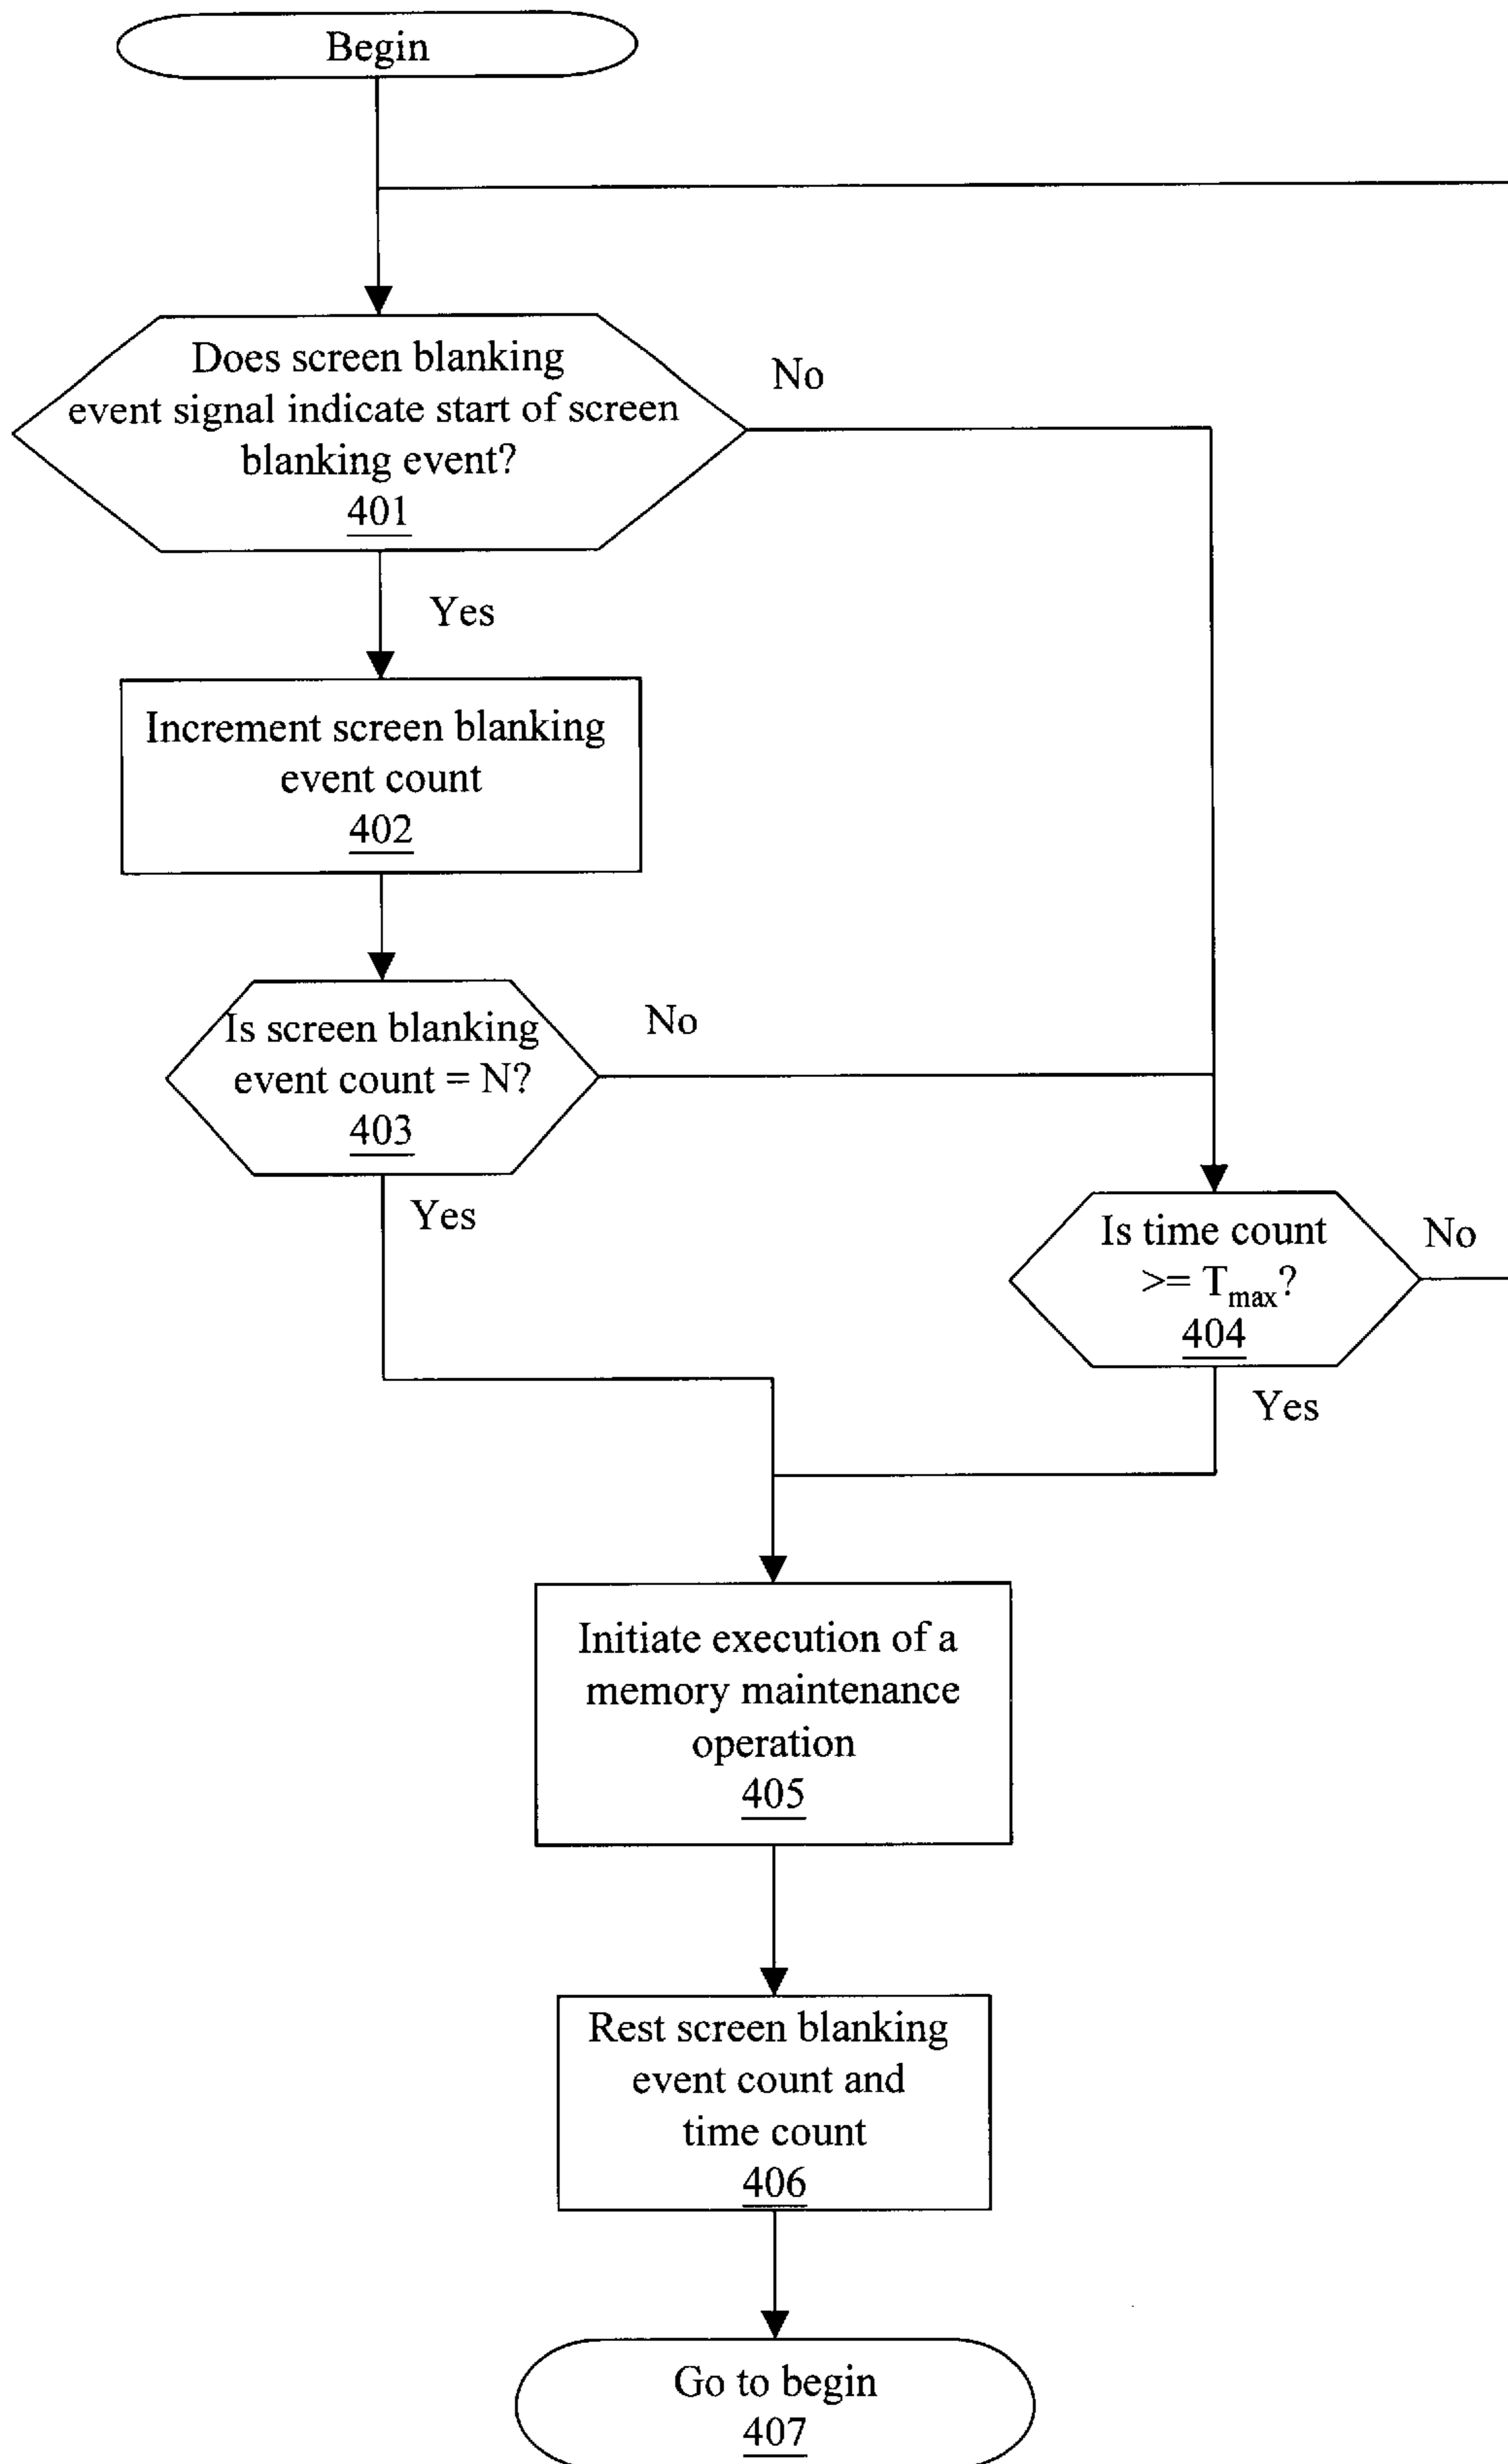 Begin
Does screen blanking
event signal indicate start of screen
blanking event?
401
No
Yes
Increment screen blanking
event count
402
Is screen blanking
event count = N?
403
No
Yes
Is time count
>= Tmax?
404
No
Yes
Initiate execution of a
memory maintenance
operation
405
Rest screen blanking
event count and
time count
406
Go to begin
407